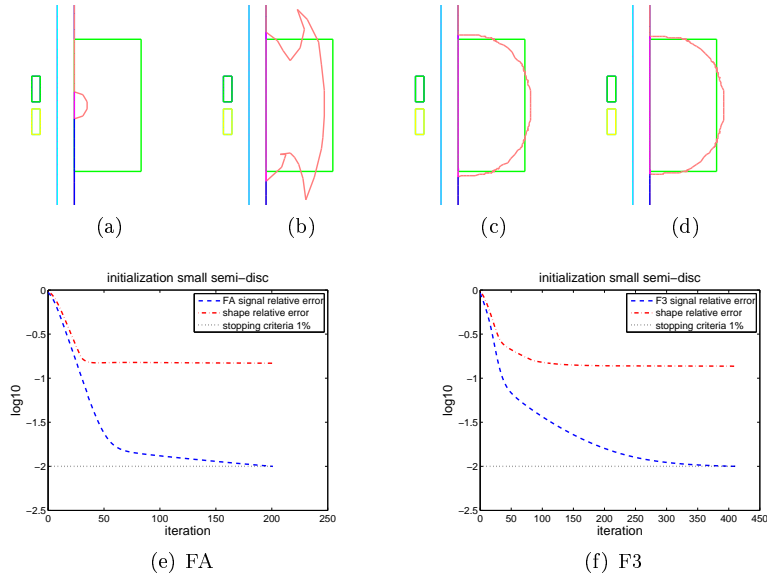 (a) (b) (c) (d)
initialization small semi−disc
FA signal relative error
shape relative error
stopping criteria 1%
0
−0.5
−1
−1.5
−2
−2.5
log10
0 50 100 150 200 250
iteration
(e) FA
initialization small semi−disc
F3 signal relative error
shape relative error
stopping criteria 1%
0
−0.5
−1
−1.5
−2
−2.5
log10
0 50 100 150 200 250 300 350 400 450
iteration
(f) F3